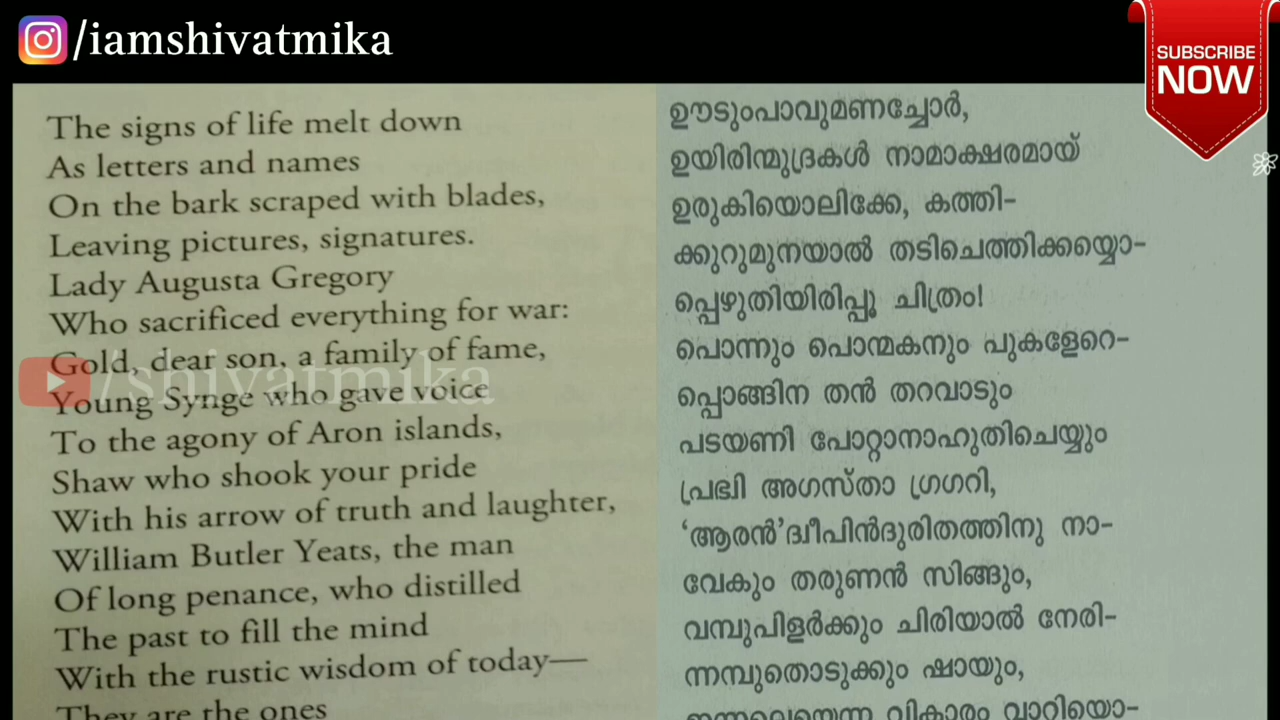 /iamshivatmika
SUBSCRIBE
NOW
The signs of life melt down
As letters and names
On the bark scraped with blades,
Leaving pictures, signatures.
Lady Augusta Gregory
Who sacrificed everything for war:
Gold, dear son, a family of fame,
Young Synge who gave voice
To the agony of Aron islands,
Shaw who shook your pride
With his arrow of truth and laughter,
William Butler Yeats, the man
Of long penance, who distilled
The past to fill the mind
With the rustic wisdom of today—
They are the ones
/shivatmika
ഊടുംപാവുമണച്ചോർ,
ഉയിരിന്മുദ്രകൾ നാമാക്ഷരമായ്
ഉരുകിയൊലിക്കേ, കത്തി-
ക്കുറുമുനയാൽ തടിചെത്തിക്കയ്യൊ-
പ്പെഴുതിയിരിപ്പൂ ചിത്രം!
പൊന്നും പൊന്മകനും പുകളേറെ-
പ്പൊങ്ങിന തൻ തറവാടും
പടയണി പോറ്റാനാഹുതിചെയ്യും
പ്രഭ്വി അഗസ്താ ഗ്രഗറി,
‘ആരൻ’ദ്വീപിൻദുരിതത്തിനു നാ-
വേകും തരുണൻ സിങ്ങും,
വമ്പുപിളർക്കും ചിരിയാൽ നേരി-
ന്നമ്പുതൊടുക്കും ഷായും,
വികാരം വാറ്റിയൊ-